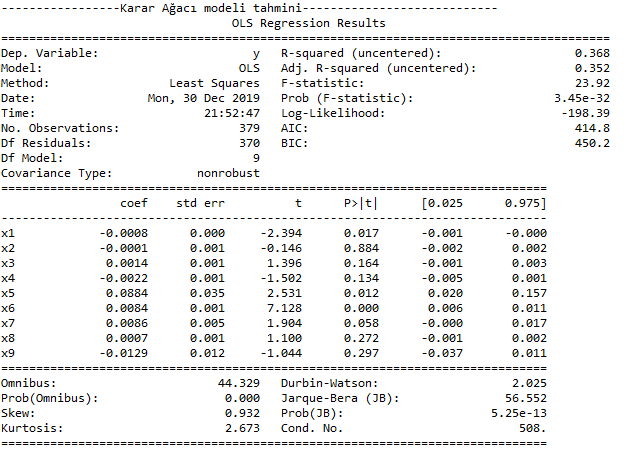 -----------------Karar Ağacı modeli tahmini----------------------------
                                 OLS Regression Results
=======================================================================================
Dep. Variable:                      y   R-squared (uncentered):                   0.368
Model:                            OLS   Adj. R-squared (uncentered):              0.352
Method:                 Least Squares   F-statistic:                              23.92
Date:                Mon, 30 Dec 2019   Prob (F-statistic):                    3.45e-32
Time:                        21:52:47   Log-Likelihood:                         -198.39
No. Observations:                 379   AIC:                                      414.8
Df Residuals:                     370   BIC:                                      450.2
Df Model:                           9
Covariance Type:            nonrobust
==============================================================================
                 coef    std err          t      P>|t|      [0.025      0.975]
------------------------------------------------------------------------------
x1            -0.0008      0.000     -2.394      0.017      -0.001      -0.000
x2            -0.0001      0.001     -0.146      0.884      -0.002       0.002
x3             0.0014      0.001      1.396      0.164      -0.001       0.003
x4            -0.0022      0.001     -1.502      0.134      -0.005       0.001
x5             0.0884      0.035      2.531      0.012       0.020       0.157
x6             0.0084      0.001      7.128      0.000       0.006       0.011
x7             0.0086      0.005      1.904      0.058      -0.000       0.017
x8             0.0007      0.001      1.100      0.272      -0.001       0.002
x9            -0.0129      0.012     -1.044      0.297      -0.037       0.011
==============================================================================
Omnibus:                       44.329   Durbin-Watson:                   2.025
Prob(Omnibus):                  0.000   Jarque-Bera (JB):               56.552
Skew:                           0.932   Prob(JB):                     5.25e-13
Kurtosis:                       2.673   Cond. No.                         508.
==============================================================================